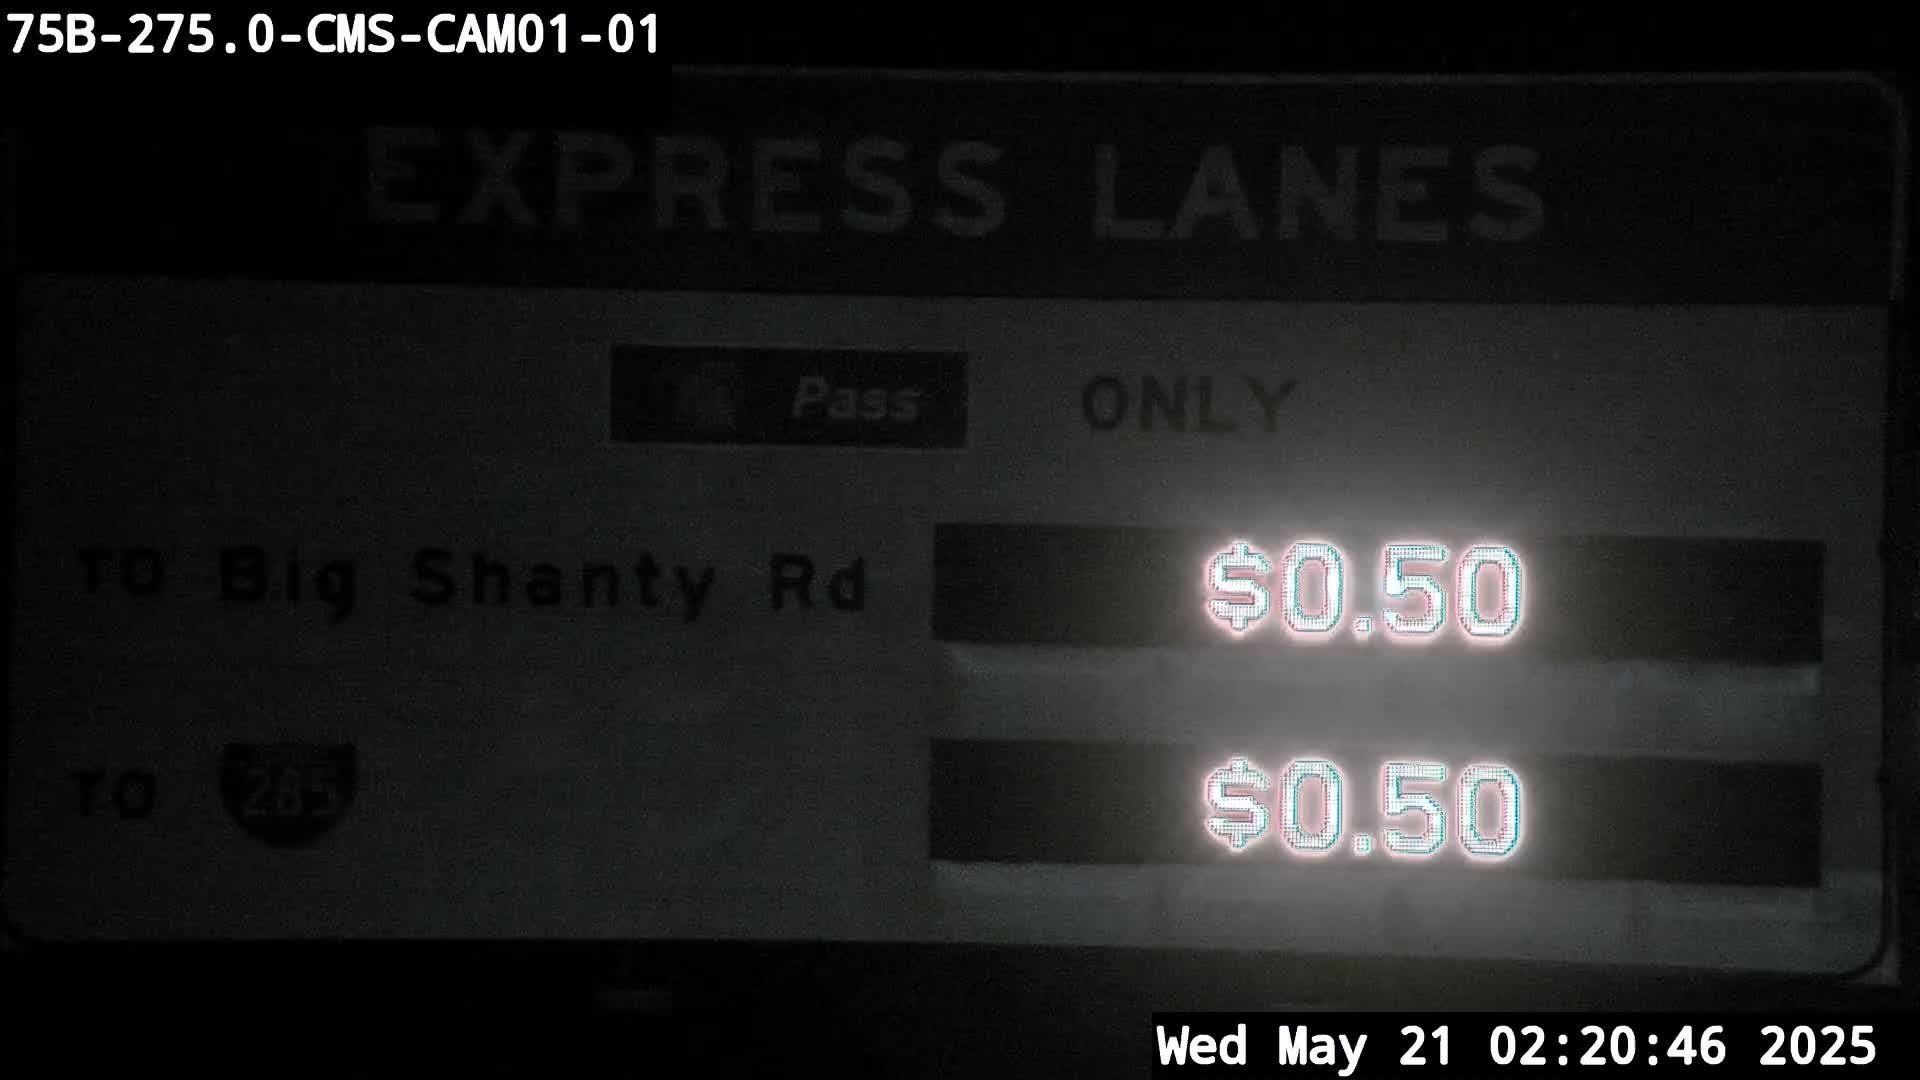 75B-275.0-CMS-CAM01-01
EXPRESS LANES
Pass ONLY
TO Big Shanty Rd $0.50
TO 285 $0.50
Wed May 21 02:20:46 2025